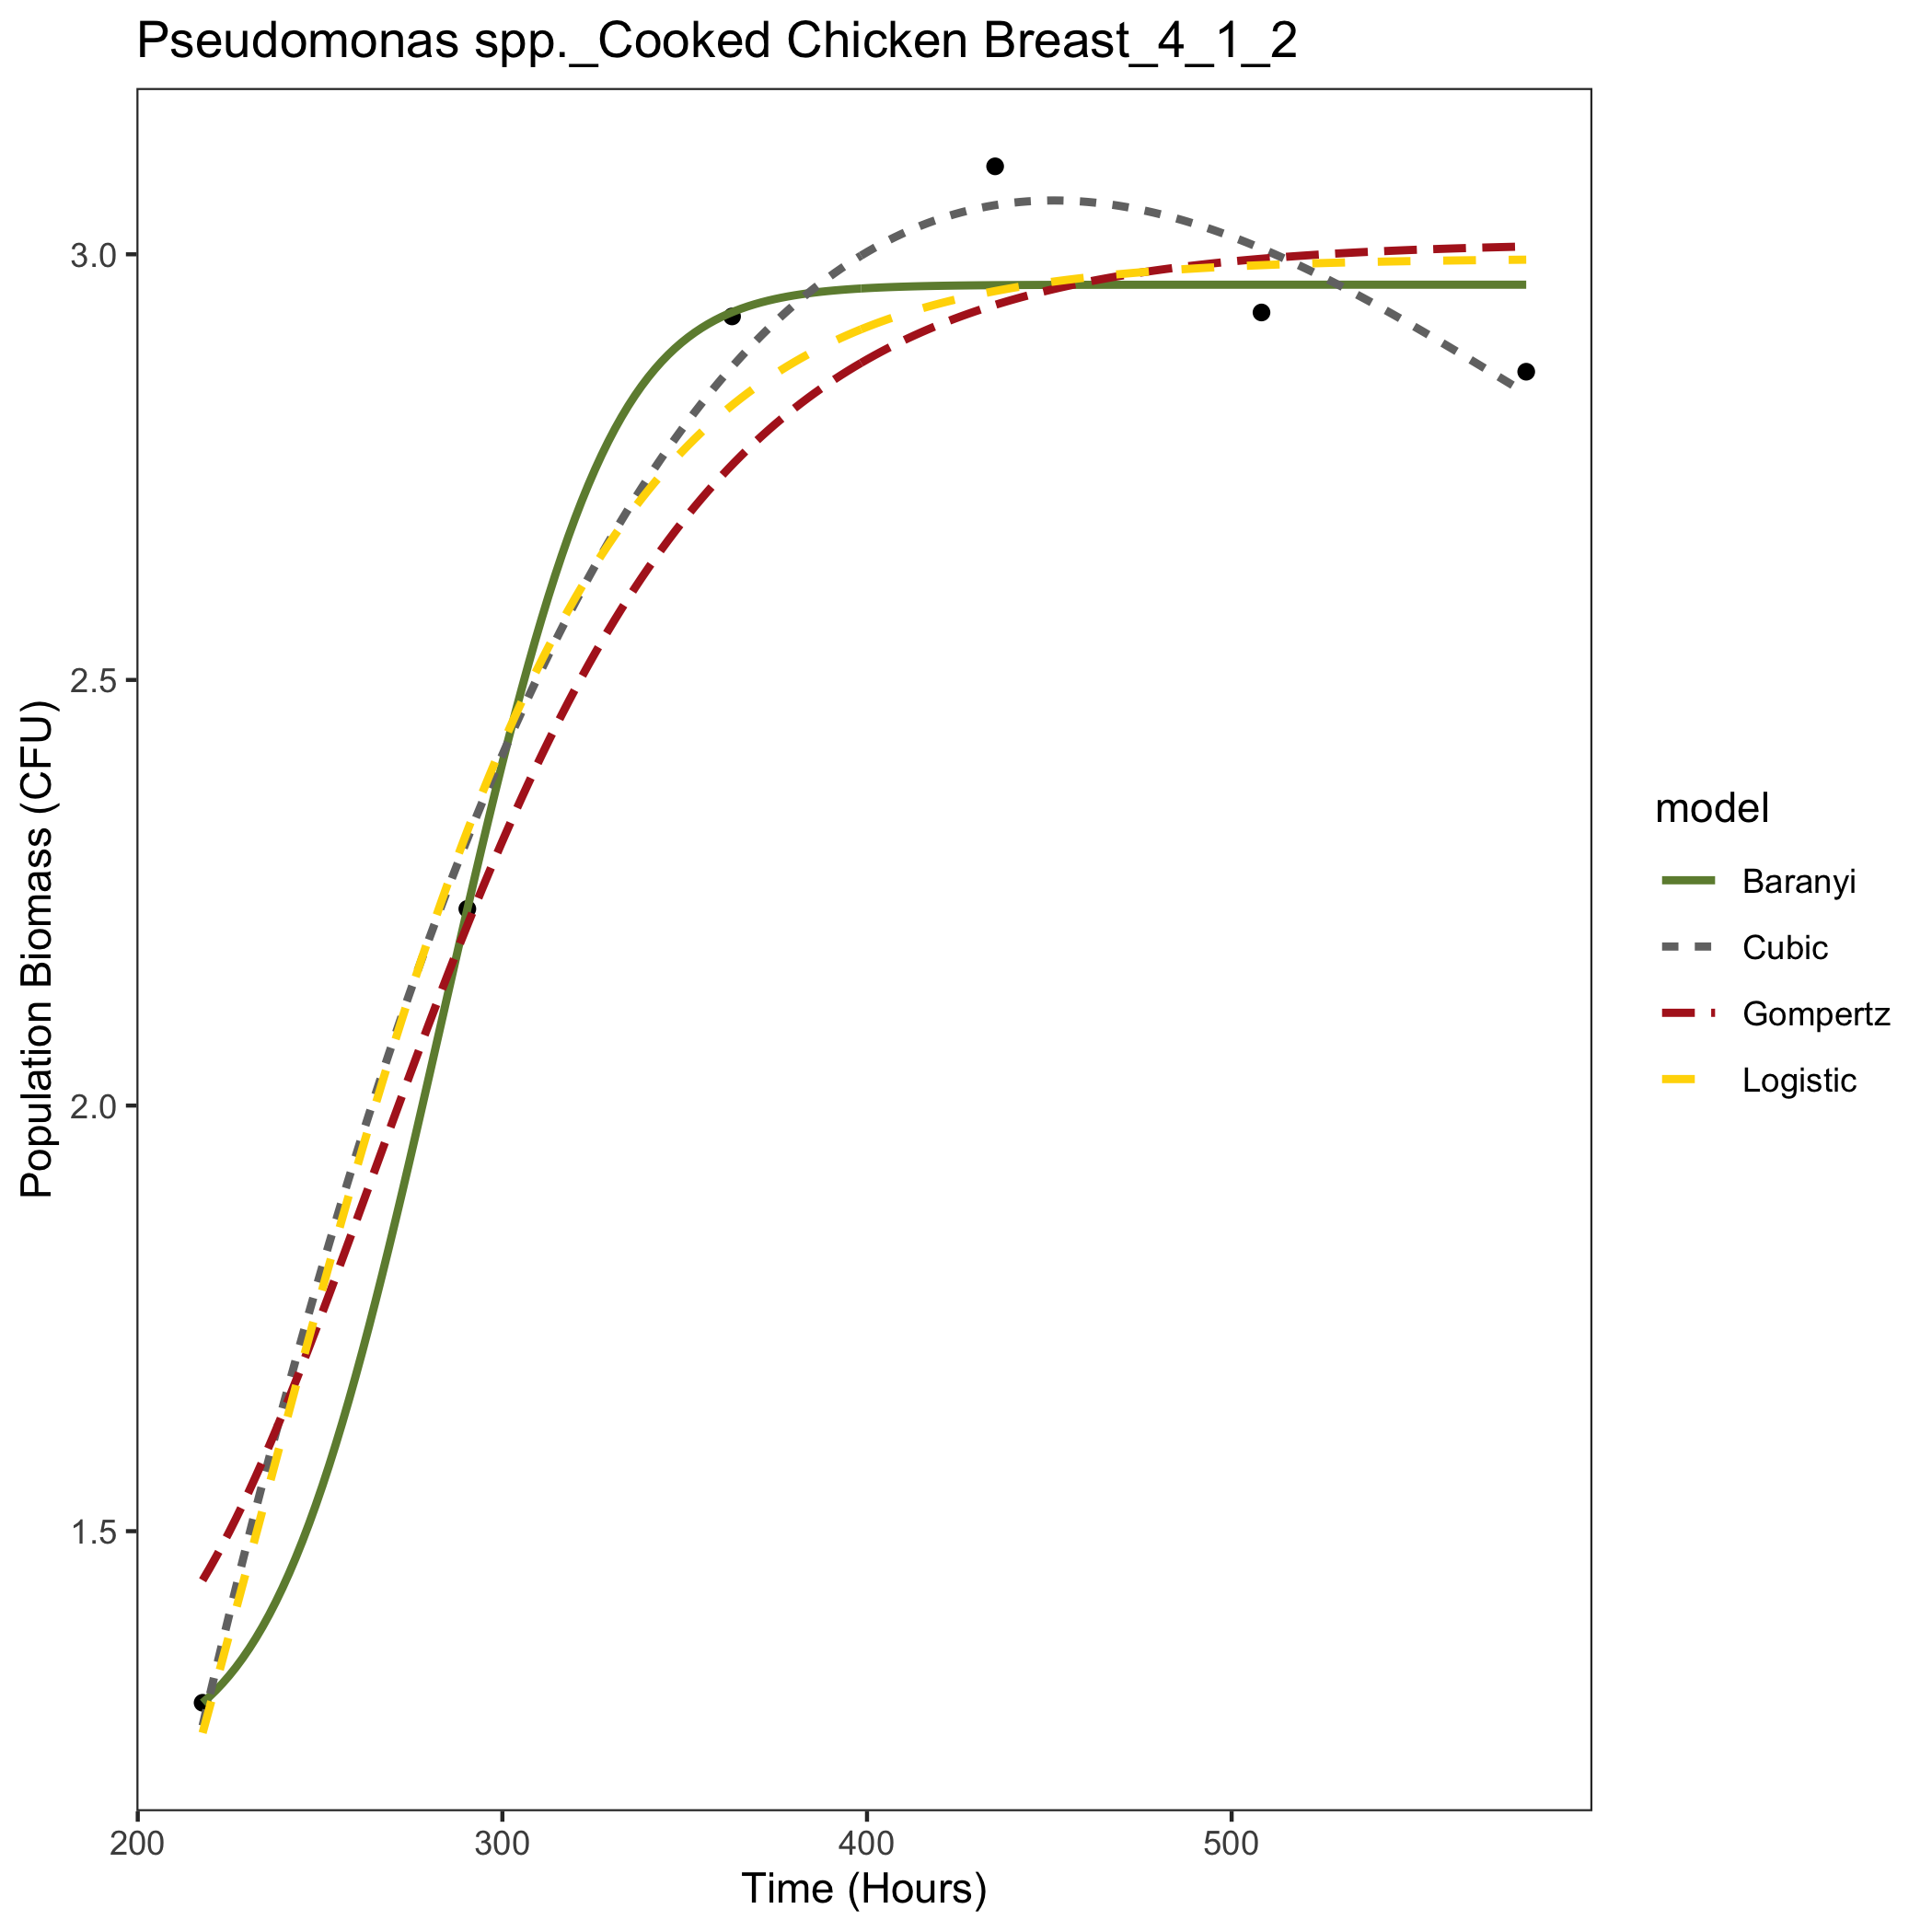 Pseudomonas spp._Cooked Chicken Breast_4_1_2
Population Biomass (CFU)
3.0
2.5
2.0
1.5
200
300
400
500
Time (Hours)
model
Baranyi
Cubic
Gompertz
Logistic